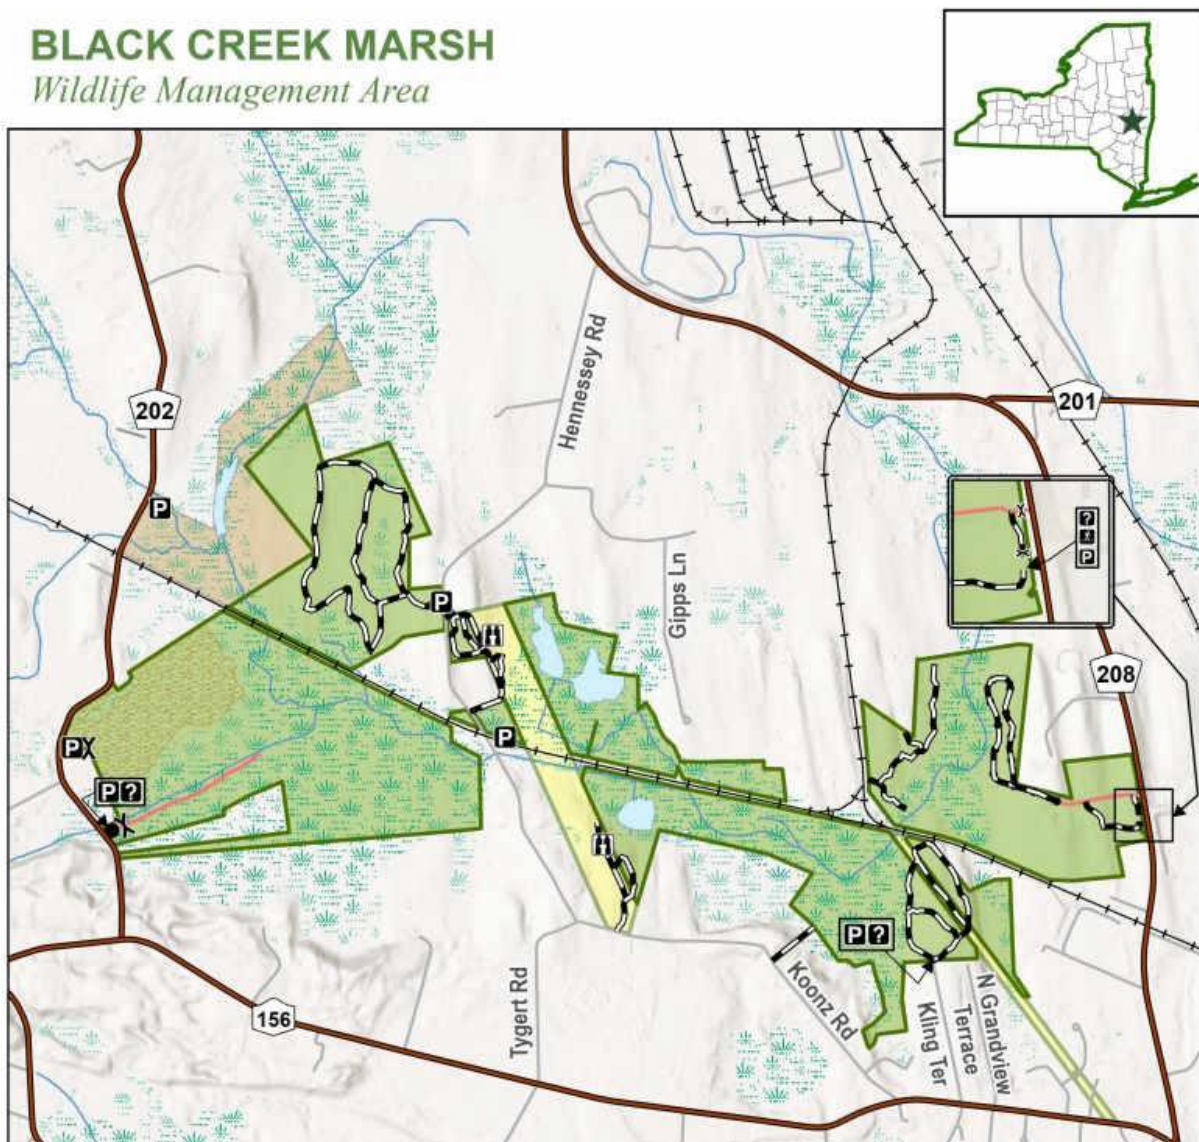 BLACK CREEK MARSH
Wildlife Management Area
Hennessey Rd
202
201
P
?
P
Gipps Ln
P
208
P
P
P ?
P ?
Koonz Rd
Tygert Rd
Kling Ter
N Grandview
Terrace
156